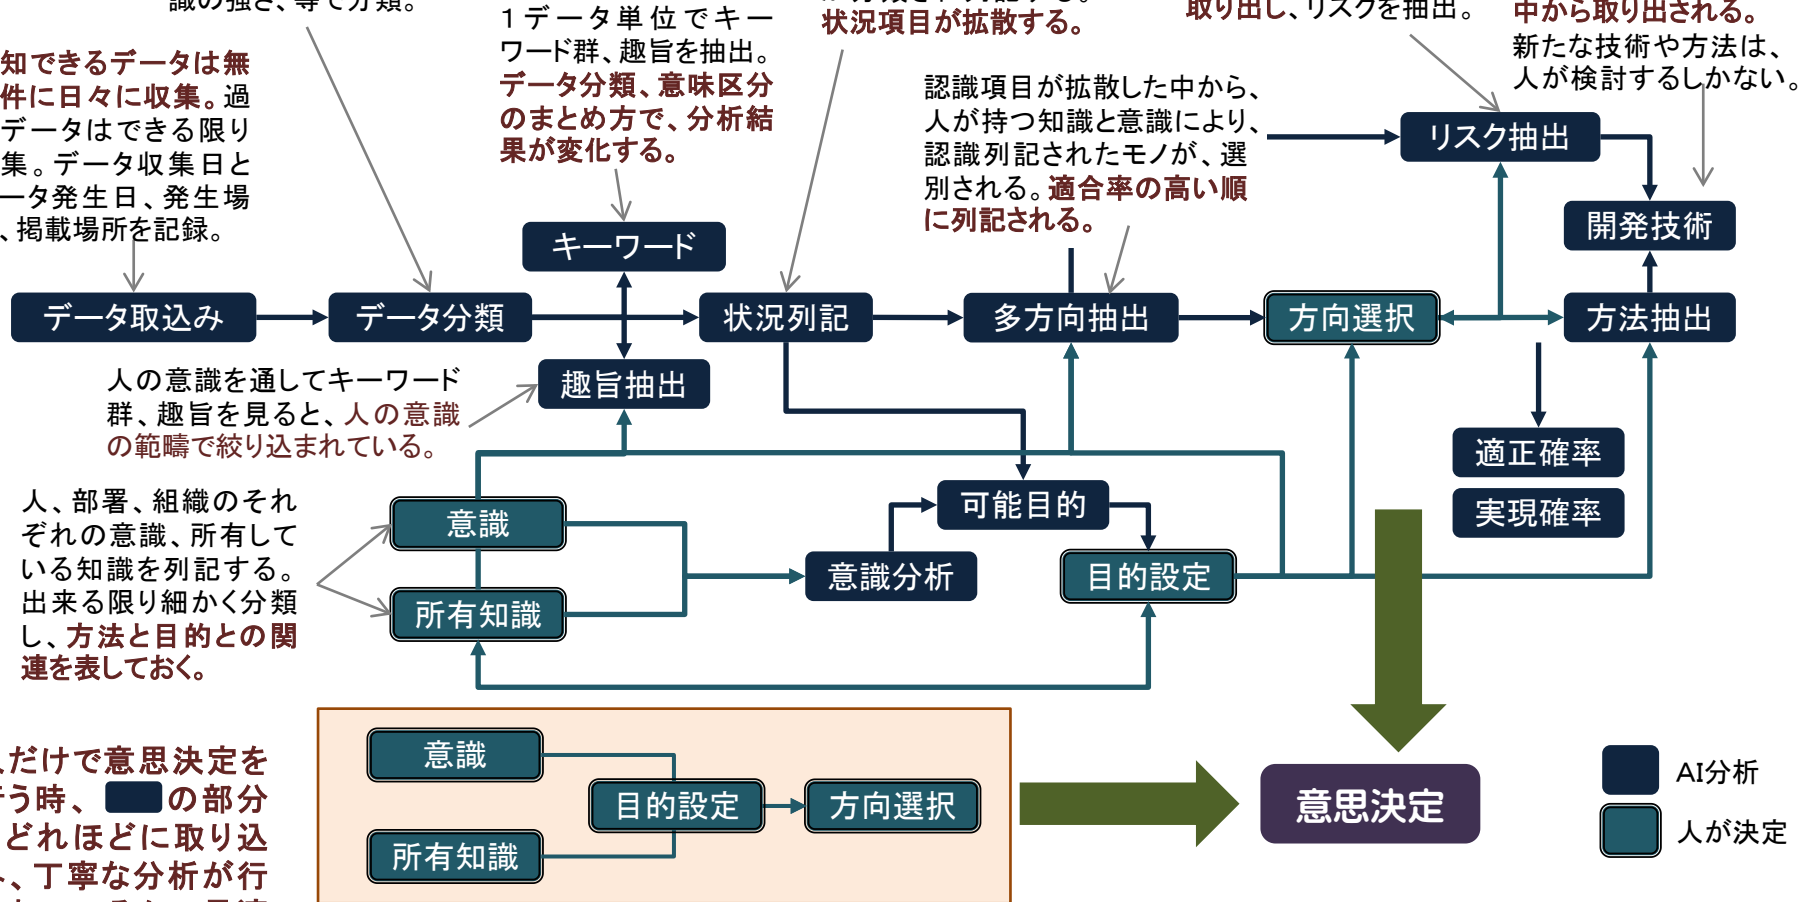 識の強さ、等で分類。
知できるデータは無
件に日々に収集。過
データはできる限り
集。データ収集日と
ータ発生日、発生場
、掲載場所を記録。
1データ単位でキー
ワード群、趣旨を抽出。
データ分類、意味区分
のまとめ方で、分析結
果が変化する。
状況項目が拡散する。
認識項目が拡散した中から、
人が持つ知識と意識により、
認識列記されたモノが、選
別される。適合率の高い順
に列記される。
取り出し、リスクを抽出。
中から取り出される。
新たな技術や方法は、
人が検討するしかない。
リスク抽出
開発技術
キーワード
データ取込み
データ分類
状況列記
多方向抽出
方向選択
方法抽出
趣旨抽出
人の意識を通してキーワード
群、趣旨を見ると、人の意識
の範疇で絞り込まれている。
適正確率
実現確率
人、部署、組織のそれ
ぞれの意識、所有して
いる知識を列記する。
出来る限り細かく分類
し、方法と目的との関
連を表しておく。
意識
所有知識
可能目的
意識分析
目的設定
だけで意思決定を
う時、の部分
どれほどに取り込
、丁寧な分析が行
意識
所有知識
目的設定
方向選択
意思決定
AI分析
人が決定